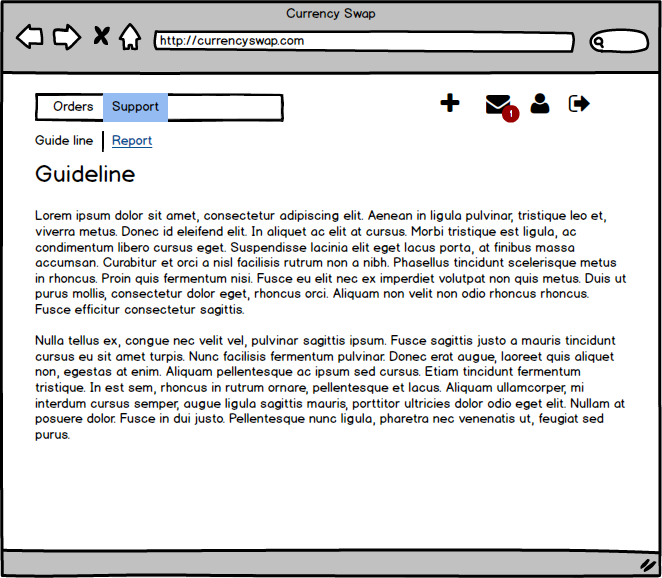 Currency Swap
http://currencyswap.com
Orders Support
1
Guide line Report
Guideline
Lorem ipsum dolor sit amet, consectetur adipiscing elit. Aenean in ligula pulvinar, tristique leo et,
viverra metus. Donec id eleifend elit. In aliquet ac elit at cursus. Morbi tristique est ligula, ac
condimentum libero cursus eget. Suspendisse lacinia elit eget lacus porta, at finibus massa
accumsan. Curabitur et orci a nisl facilisis rutrum non a nibh. Phasellus tincidunt scelerisque metus
in rhoncus. Proin quis fermentum nisi. Fusce eu elit nec ex imperdiet volutpat non quis metus. Duis ut
purus mollis, consectetur dolor eget, rhoncus orci. Aliquam non velit non odio rhoncus rhoncus.
Fusce efficitur consectetur sagittis.
Nulla tellus ex, congue nec velit vel, pulvinar sagittis ipsum. Fusce sagittis justo a mauris tincidunt
cursus eu sit amet turpis. Nunc facilisis fermentum pulvinar. Donec erat augue, laoreet quis aliquet
non, egestas at enim. Aliquam pellentesque ac ipsum sed cursus. Etiam tincidunt fermentum
tristique. In est sem, rhoncus in rutrum ornare, pellentesque et lacus. Aliquam ullamcorper, mi
interdum cursus semper, augue ligula sagittis mauris, porttitor ultricies dolor odio eget elit. Nullam at
posuere dolor. Fusce in dui justo. Pellentesque nunc ligula, pharetra nec venenatis ut, feugiat sed
purus.